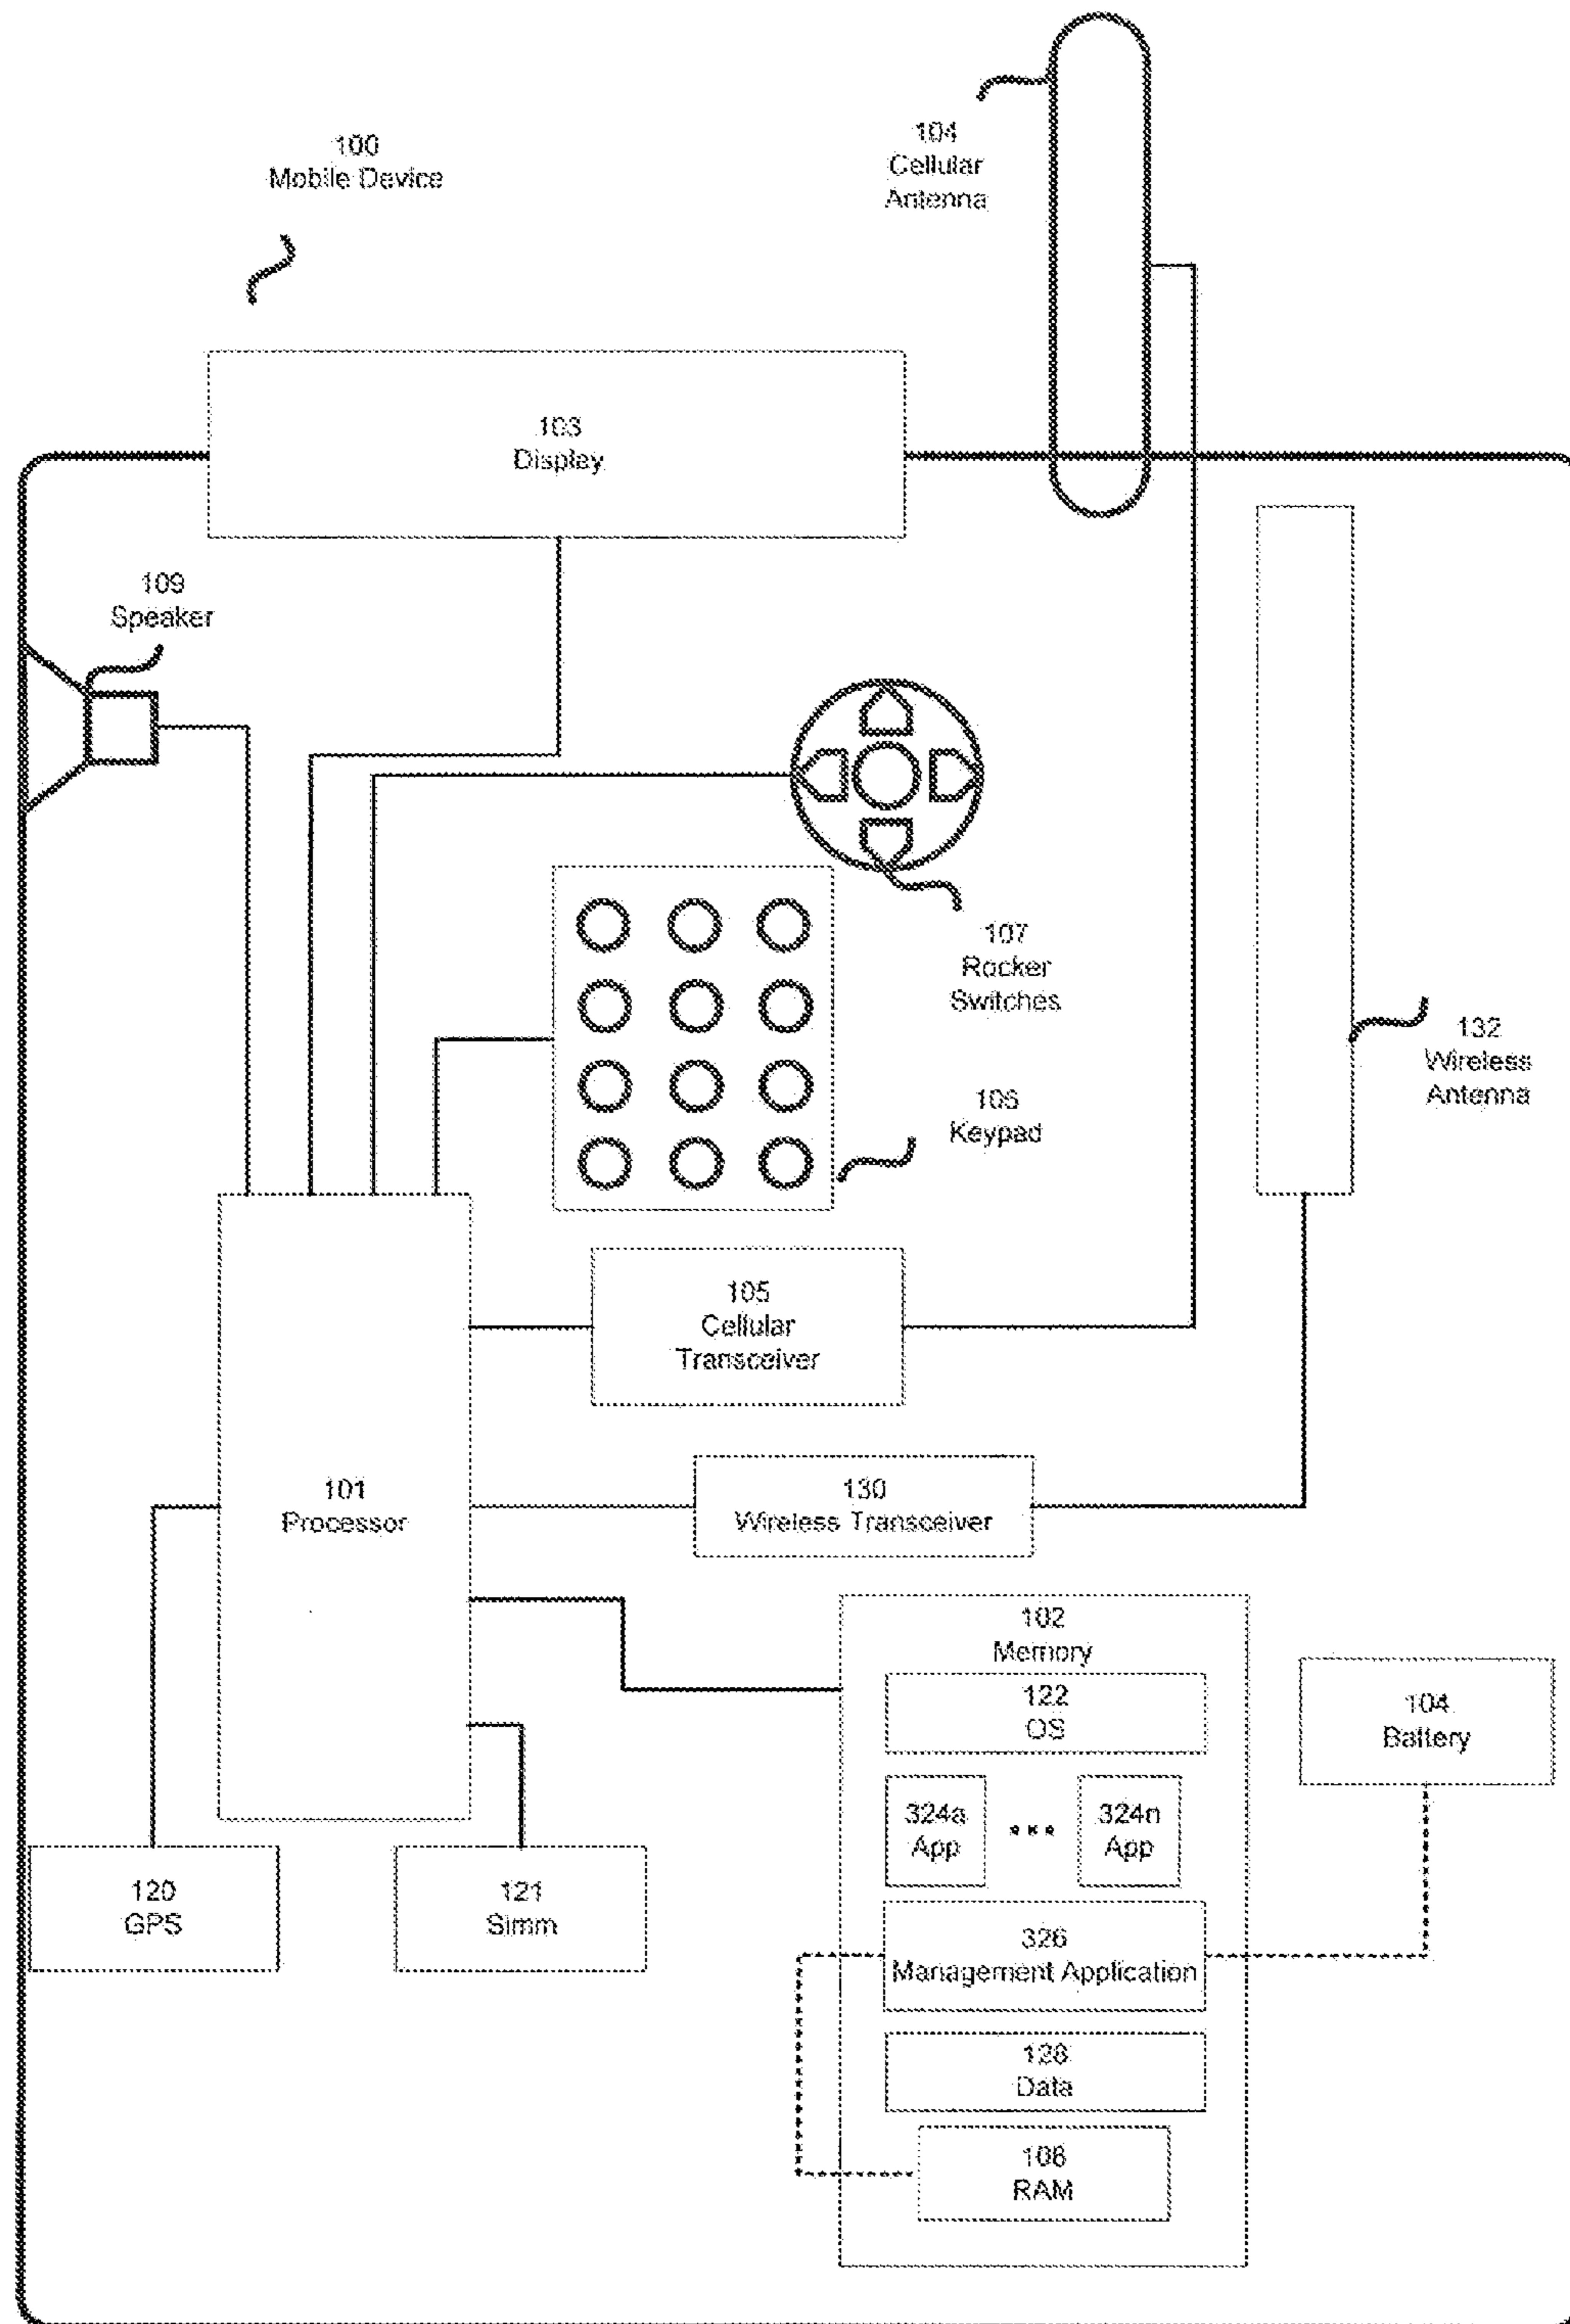 100
Mobile Device
104
Cellular
Antenna
103
Display
109
Speaker
107
Rocker
Switches
132
Wireless
Antenna
106
Keypad
105
Cellular
Transceiver
101
Processor
130
Wireless Transceiver
102
Memory
122
OS
104
Battery
324a
App
324n
App
120
GPS
121
Simm
326
Management Application
128
Data
108
RAM